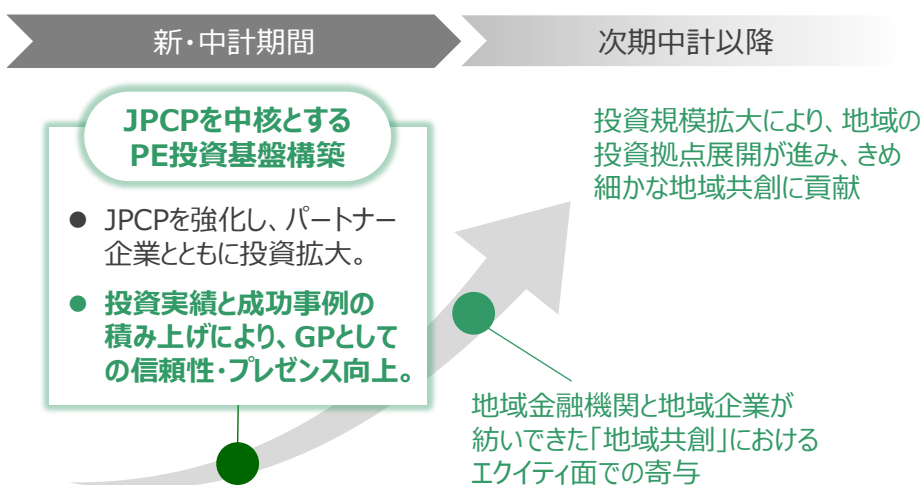 新・中計期間
次期中計以降
JPCPを中核とする
PE投資基盤構築
● JPCPを強化し、パートナー
企業とともに投資拡大。
● 投資実績と成功事例の
積み上げにより、GPとして
の信頼性・プレゼンス向上。
投資規模拡大により、地域の
投資拠点展開が進み、きめ
細かな地域共創に貢献
地域金融機関と地域企業が
紡いできた「地域共創」における
エクイティ面での寄与